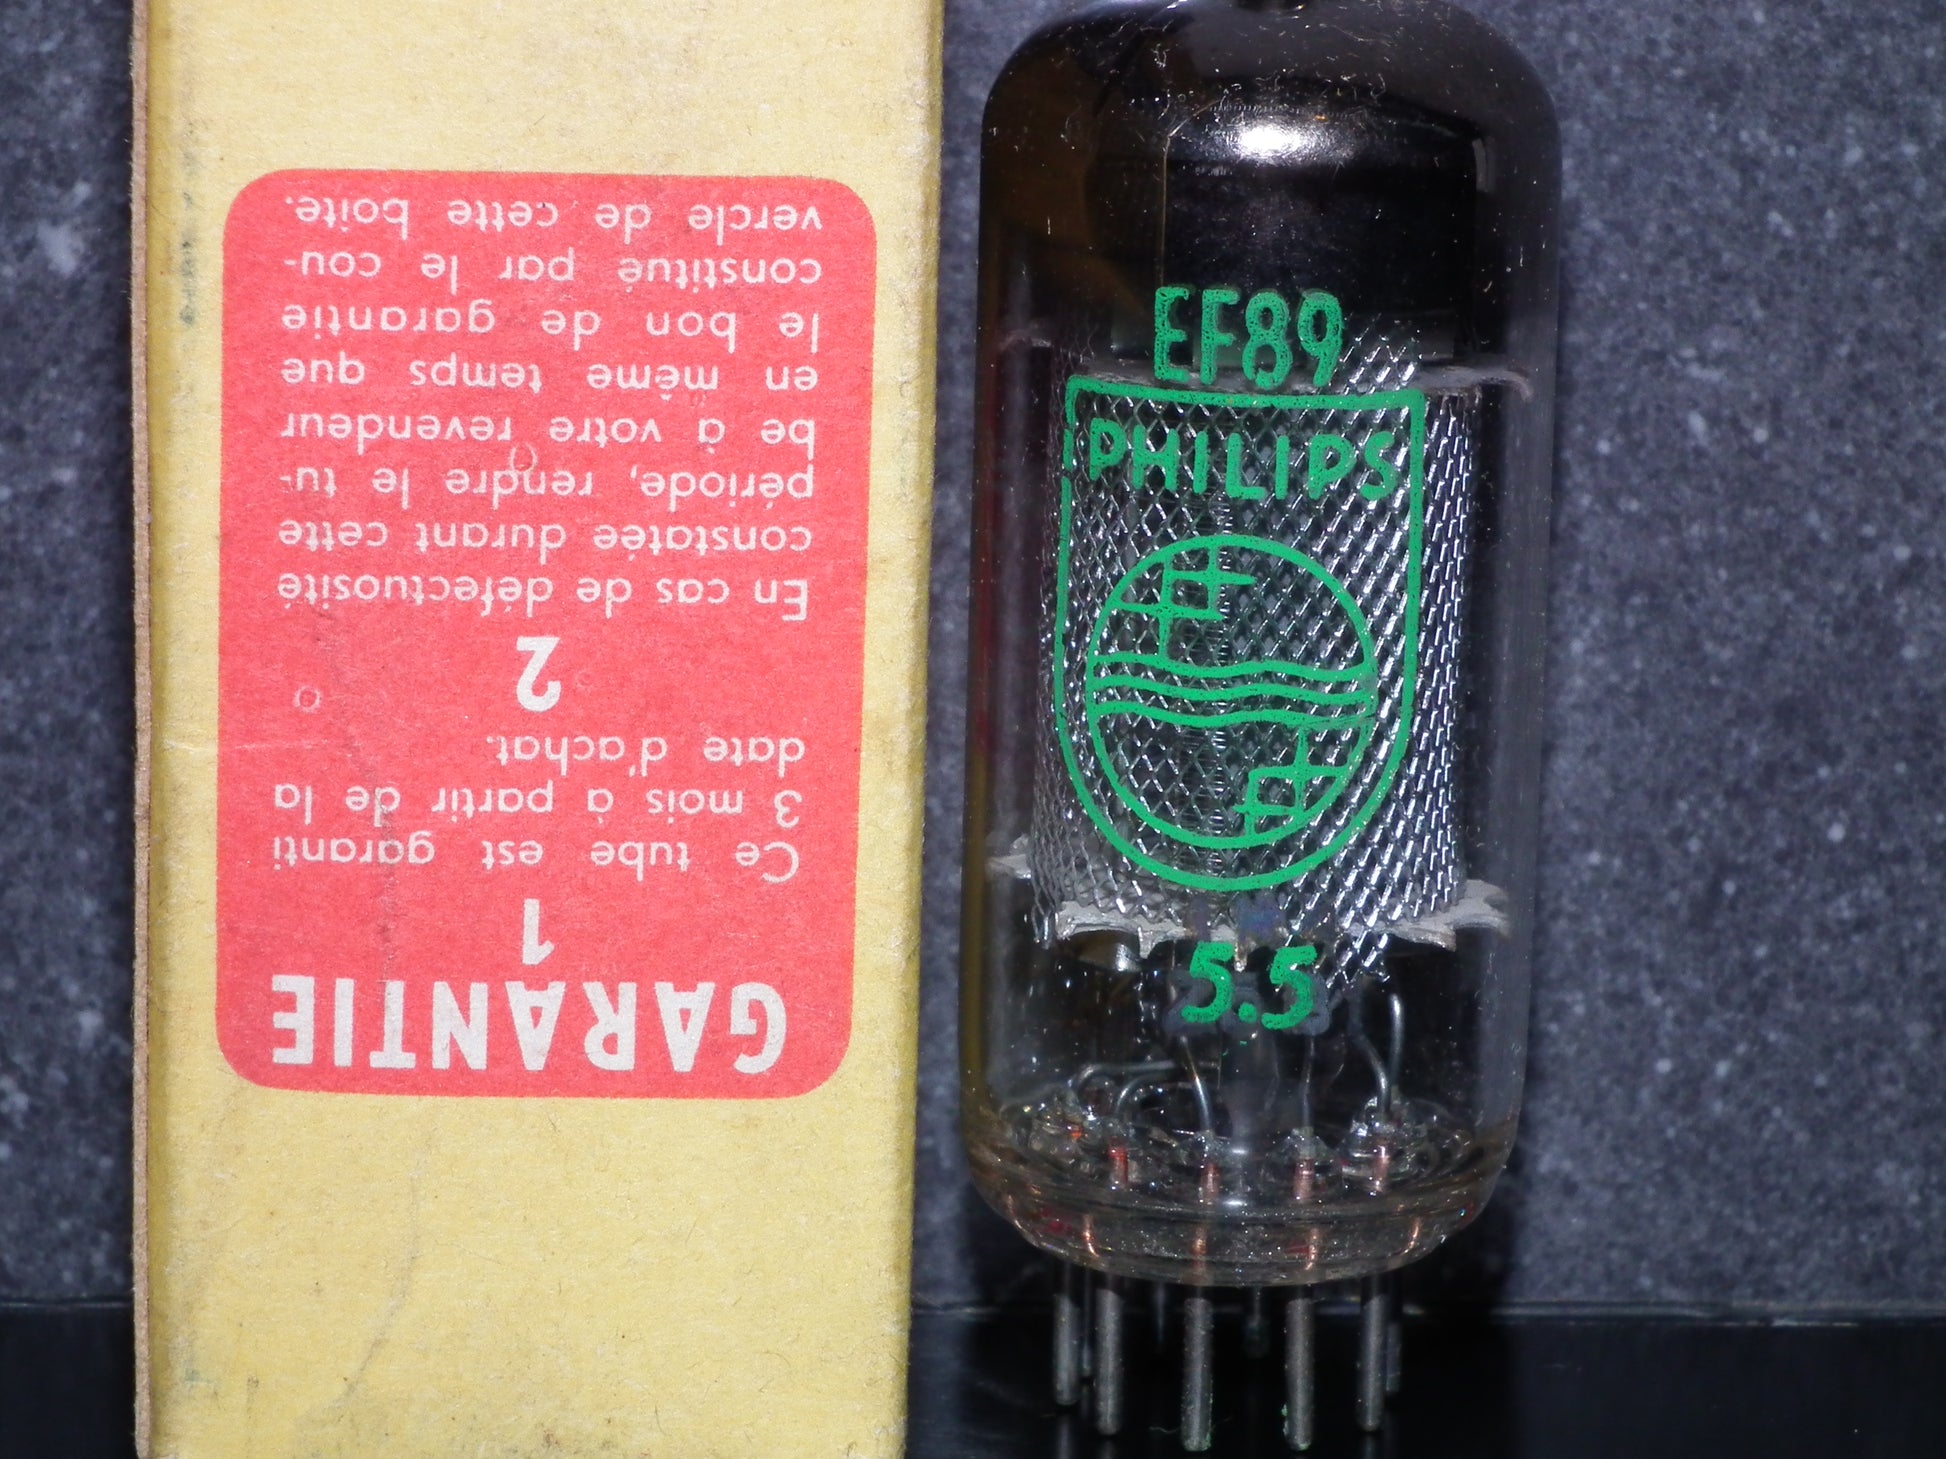 GARANTIE
1
Ce tube est garanti
3 mois à partir de la
date d'achat.
2
En cas de défectuosité
constatée durant cette
période, rendre le tu-
be à votre revendeur
en même temps que
le bon de garantie
constitué par le cou-
vercle de cette boîte.
EF89
PHILIPS
5.5